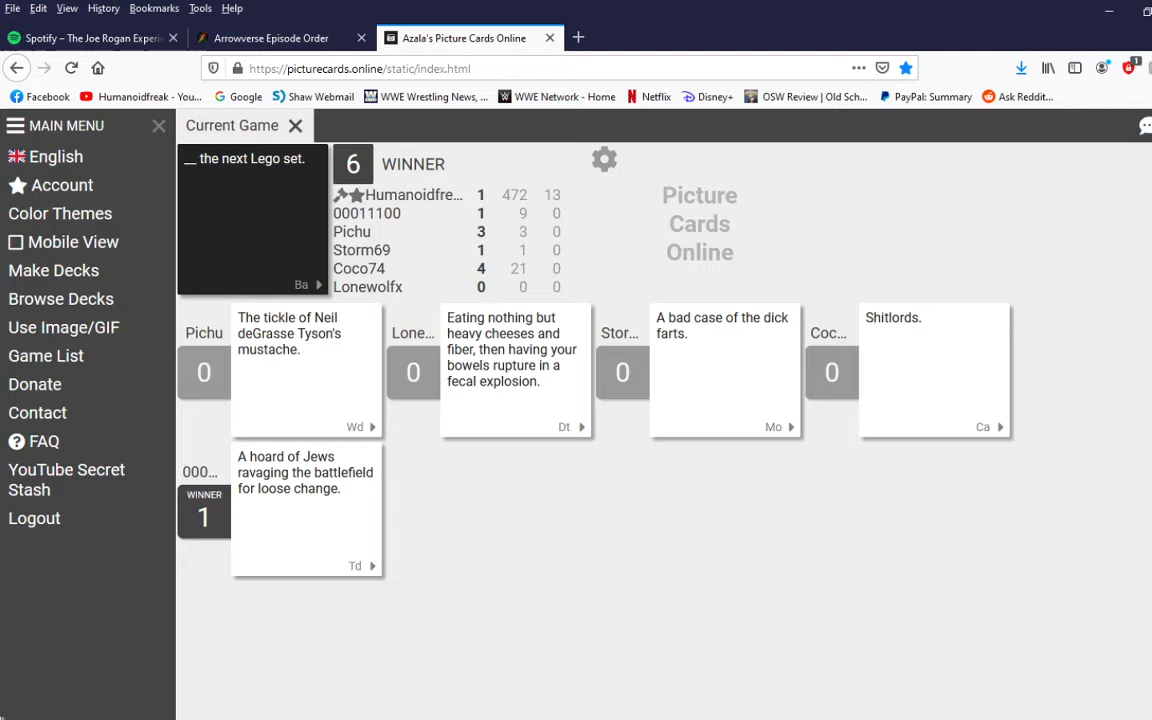 File Edit View History Bookmarks Tools Help
Spotify – The Joe Rogan Experi
Arrowverse Episode Order
Azala's Picture Cards Online
https://picturecards.online/static/index.html
Facebook
Humanoidfreak - You...
Google
Shaw Webmail
WWE Wrestling News, ...
WWE Network - Home
Netflix
Disney+
OSW Review | Old Sch...
PayPal: Summary
Ask Reddit...
1
MAIN MENU
English
Account
Color Themes
Mobile View
Make Decks
Browse Decks
Use Image/GIF
Game List
Donate
Contact
FAQ
YouTube Secret
Stash
Logout
Current Game
__ the next Lego set.
Ba
6 WINNER
Humanoidfre... 1 472 13
00011100 1 9 0
Pichu 3 3 0
Storm69 1 1 0
Coco74 4 21 0
Lonewolfx 0 0 0
Picture
Cards
Online
Pichu
0
The tickle of Neil
deGrasse Tyson's
mustache.
Wd
Lone...
0
Eating nothing but
heavy cheeses and
fiber, then having your
bowels rupture in a
fecal explosion.
Dt
Stor...
0
A bad case of the dick
farts.
Mo
Coc...
0
Shitlords.
Ca
000...
WINNER
1
A hoard of Jews
ravaging the battlefield
for loose change.
Td